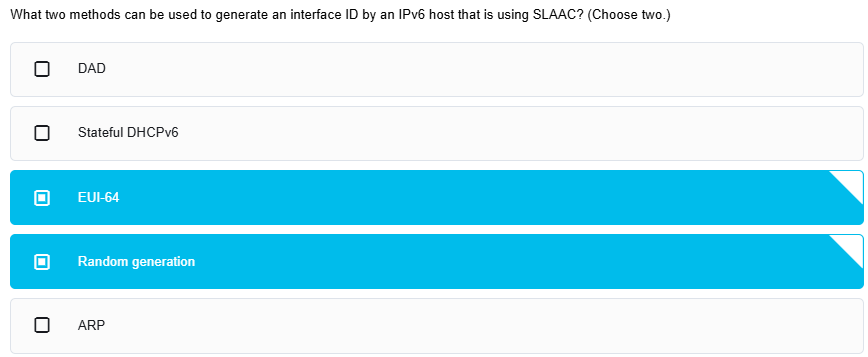 What two methods can be used to generate an interface ID by an IPv6 host that is using SLAAC? (Choose two.)
DAD
Stateful DHCPv6
EUI-64
Random generation
ARP